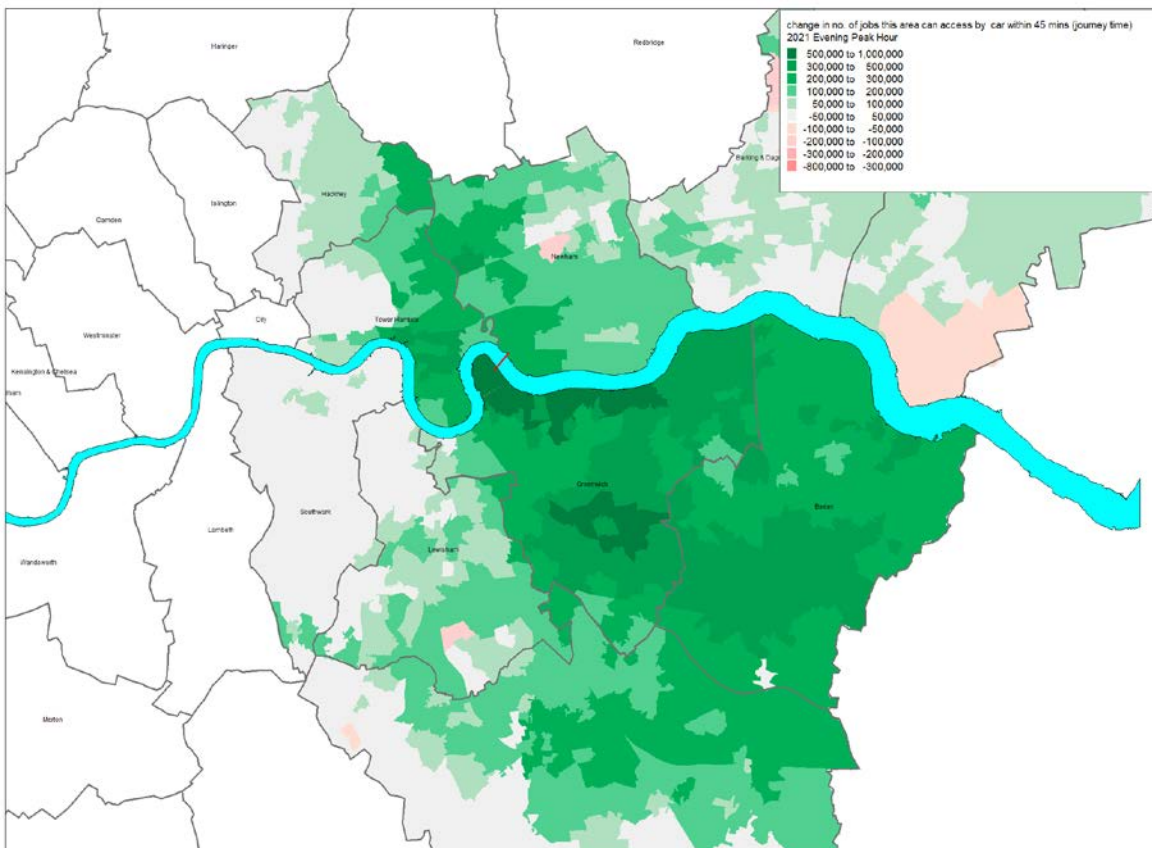 change in no. of jobs this area can access by car within 45 mins (journey time)
2021 Evening Peak Hour
500,000 to 1,000,000
300,000 to 500,000
200,000 to 300,000
100,000 to 200,000
50,000 to 100,000
-50,000 to 50,000
-100,000 to -50,000
-200,000 to -100,000
-300,000 to -200,000
-800,000 to -300,000
Redbridge
Barking & Dag
Hackney
Islington
Camden
Newham
Westminster
City
Tower Hamlets
Kensington & Chelsea
Greenwich
Bexley
Southwark
Lambeth
Lewisham
Wandsworth
Merton